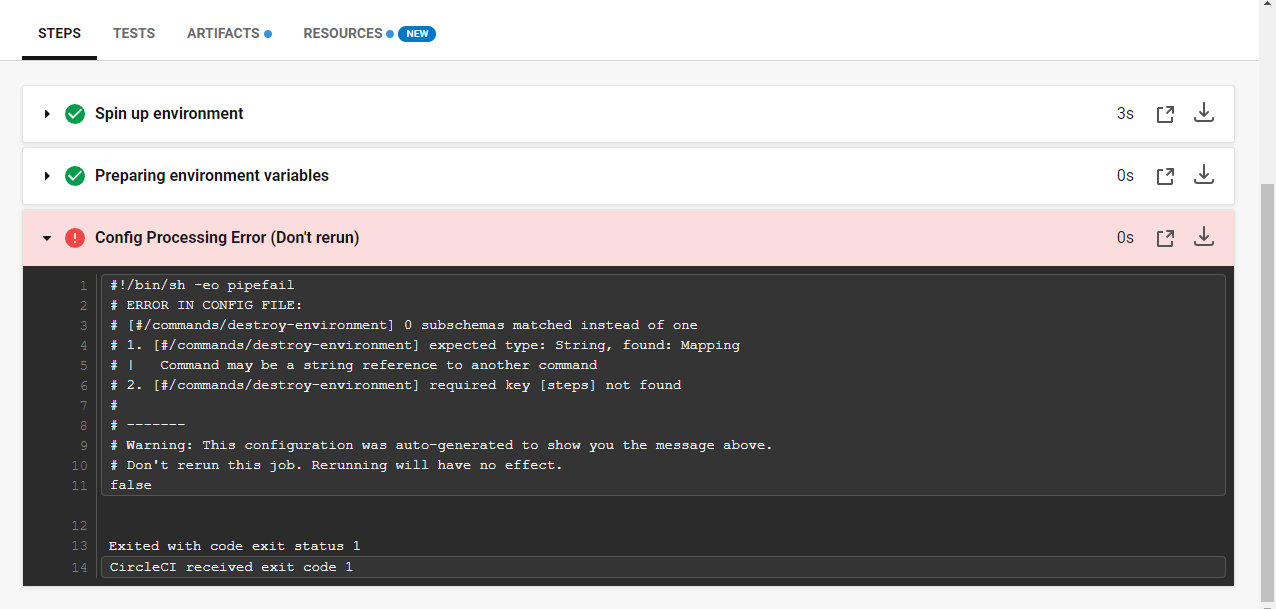 STEPS TESTS ARTIFACTS RESOURCES NEW
Spin up environment 3s
Preparing environment variables 0s
Config Processing Error (Don't rerun) 0s
1 #!/bin/sh -eo pipefail
2 # ERROR IN CONFIG FILE:
3 # [#/commands/destroy-environment] 0 subschemas matched instead of one
4 # 1. [#/commands/destroy-environment] expected type: String, found: Mapping
5 # |   Command may be a string reference to another command
6 # 2. [#/commands/destroy-environment] required key [steps] not found
7 #
8 # -------
9 # Warning: This configuration was auto-generated to show you the message above.
10 # Don't rerun this job. Rerunning will have no effect.
11 false
12
13 Exited with code exit status 1
14 CircleCI received exit code 1